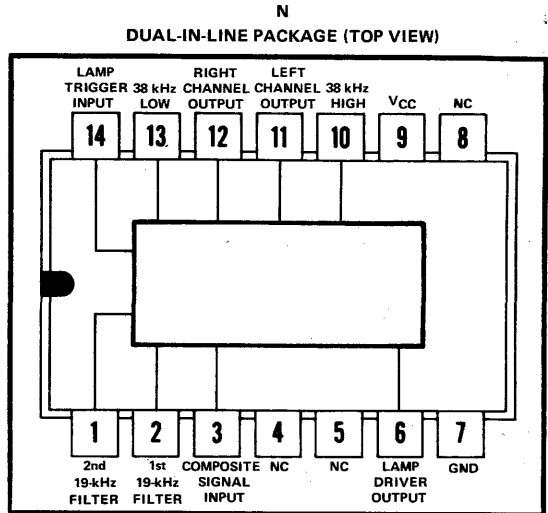 N
DUAL-IN-LINE PACKAGE (TOP VIEW)
LAMP
TRIGGER
INPUT
38 kHz
LOW
RIGHT
CHANNEL
OUTPUT
LEFT
CHANNEL
OUTPUT
38 kHz
HIGH
VCC
NC
14
13
12
11
10
9
8
1
2
3
4
5
6
7
2nd
19-kHz
FILTER
1st
19-kHz
FILTER
COMPOSITE
SIGNAL
INPUT
NC
NC
LAMP
DRIVER
OUTPUT
GND